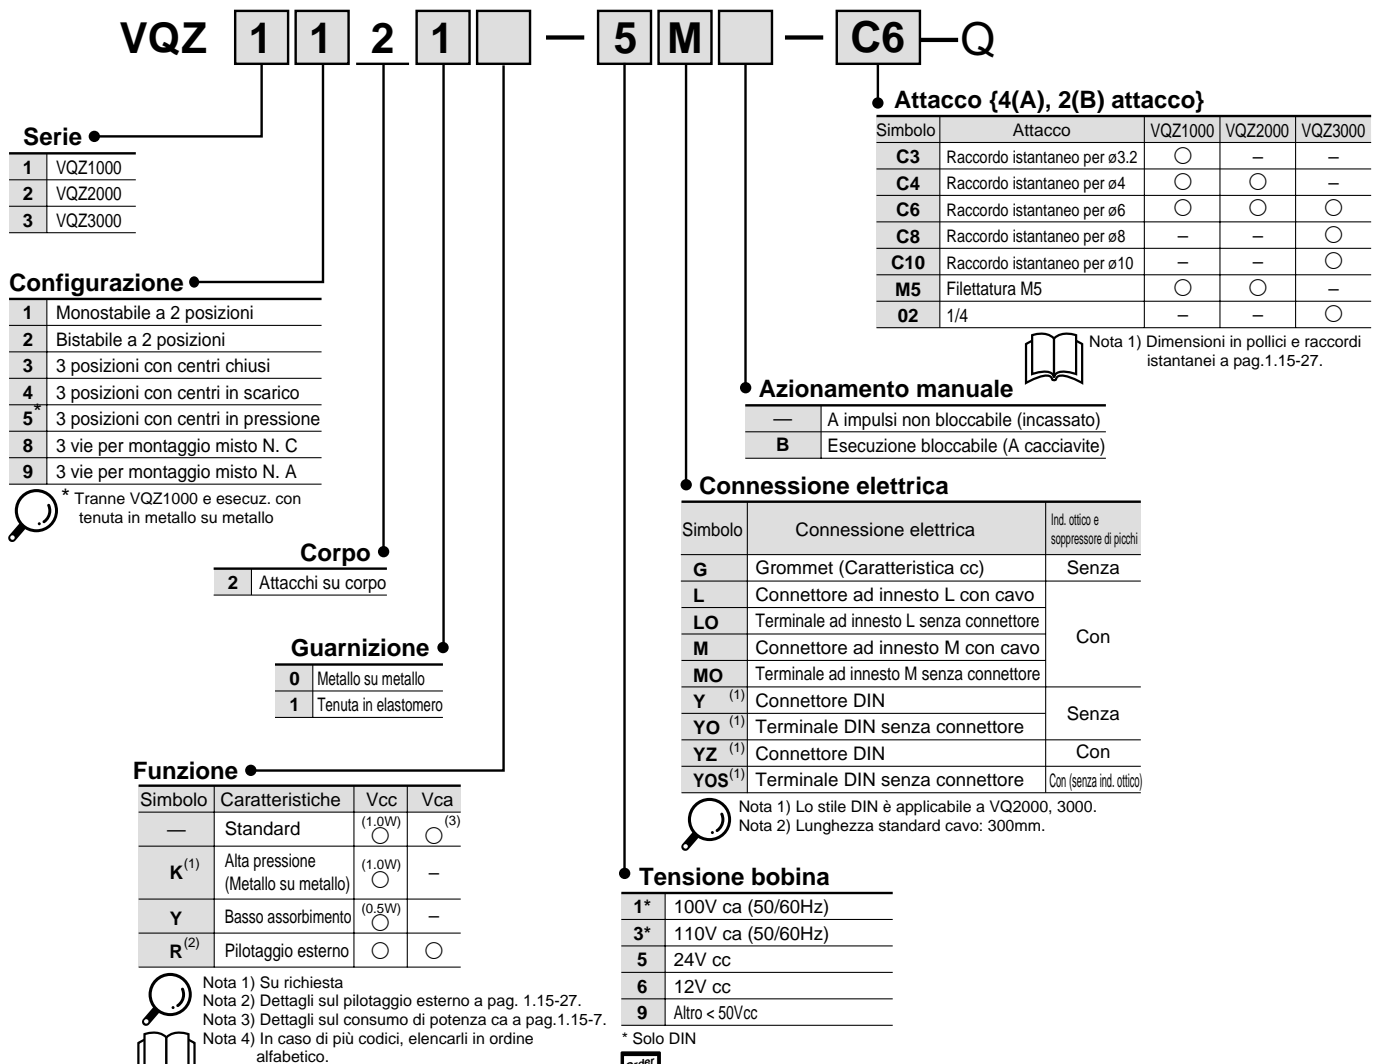 VQZ 1 1 2 1 — 5 M — C6 — Q
Serie
1 VQZ1000
2 VQZ2000
3 VQZ3000
Configurazione
1 Monostabile a 2 posizioni
2 Bistabile a 2 posizioni
3 3 posizioni con centri chiusi
4 3 posizioni con centri in scarico
5* 3 posizioni con centri in pressione
8 3 vie per montaggio misto N. C
9 3 vie per montaggio misto N. A
* Tranne VQZ1000 e esecuz. con
tenuta in metallo su metallo
Corpo
2 Attacchi su corpo
Guarnizione
0 Metallo su metallo
1 Tenuta in elastomero
Funzione
Simbolo Caratteristiche Vcc Vca
— Standard (1.0W) ○ ○ (3)
K(1) Alta pressione (1.0W) ○ –
(Metallo su metallo)
Y Basso assorbimento (0.5W) ○ –
R(2) Pilotaggio esterno ○ ○
Nota 1) Su richiesta
Nota 2) Dettagli sul pilotaggio esterno a pag. 1.15-27.
Nota 3) Dettagli sul consumo di potenza ca a pag.1.15-7.
Nota 4) In caso di più codici, elencarli in ordine
alfabetico.
Attacco {4(A), 2(B) attacco}
Simbolo Attacco VQZ1000 VQZ2000 VQZ3000
C3 Raccordo istantaneo per ø3.2 ○ – –
C4 Raccordo istantaneo per ø4 ○ ○ –
C6 Raccordo istantaneo per ø6 ○ ○ ○
C8 Raccordo istantaneo per ø8 – – ○
C10 Raccordo istantaneo per ø10 – – ○
M5 Filettatura M5 ○ ○ –
02 1/4 – – ○
Nota 1) Dimensioni in pollici e raccordi
istantanei a pag.1.15-27.
Azionamento manuale
— A impulsi non bloccabile (incassato)
B Esecuzione bloccabile (A cacciavite)
Connessione elettrica
Simbolo Connessione elettrica Ind. ottico e
soppressore di picchi
G Grommet (Caratteristica cc) Senza
L Connettore ad innesto L con cavo
LO Terminale ad innesto L senza connettore
Con
M Connettore ad innesto M con cavo
MO Terminale ad innesto M senza connettore
Y (1) Connettore DIN
Senza
YO (1) Terminale DIN senza connettore
YZ (1) Connettore DIN Con
YOS(1) Terminale DIN senza connettore Con (senza ind. ottico)
Nota 1) Lo stile DIN è applicabile a VQ2000, 3000.
Nota 2) Lunghezza standard cavo: 300mm.
Tensione bobina
1* 100V ca (50/60Hz)
3* 110V ca (50/60Hz)
5 24V cc
6 12V cc
9 Altro < 50Vcc
* Solo DIN